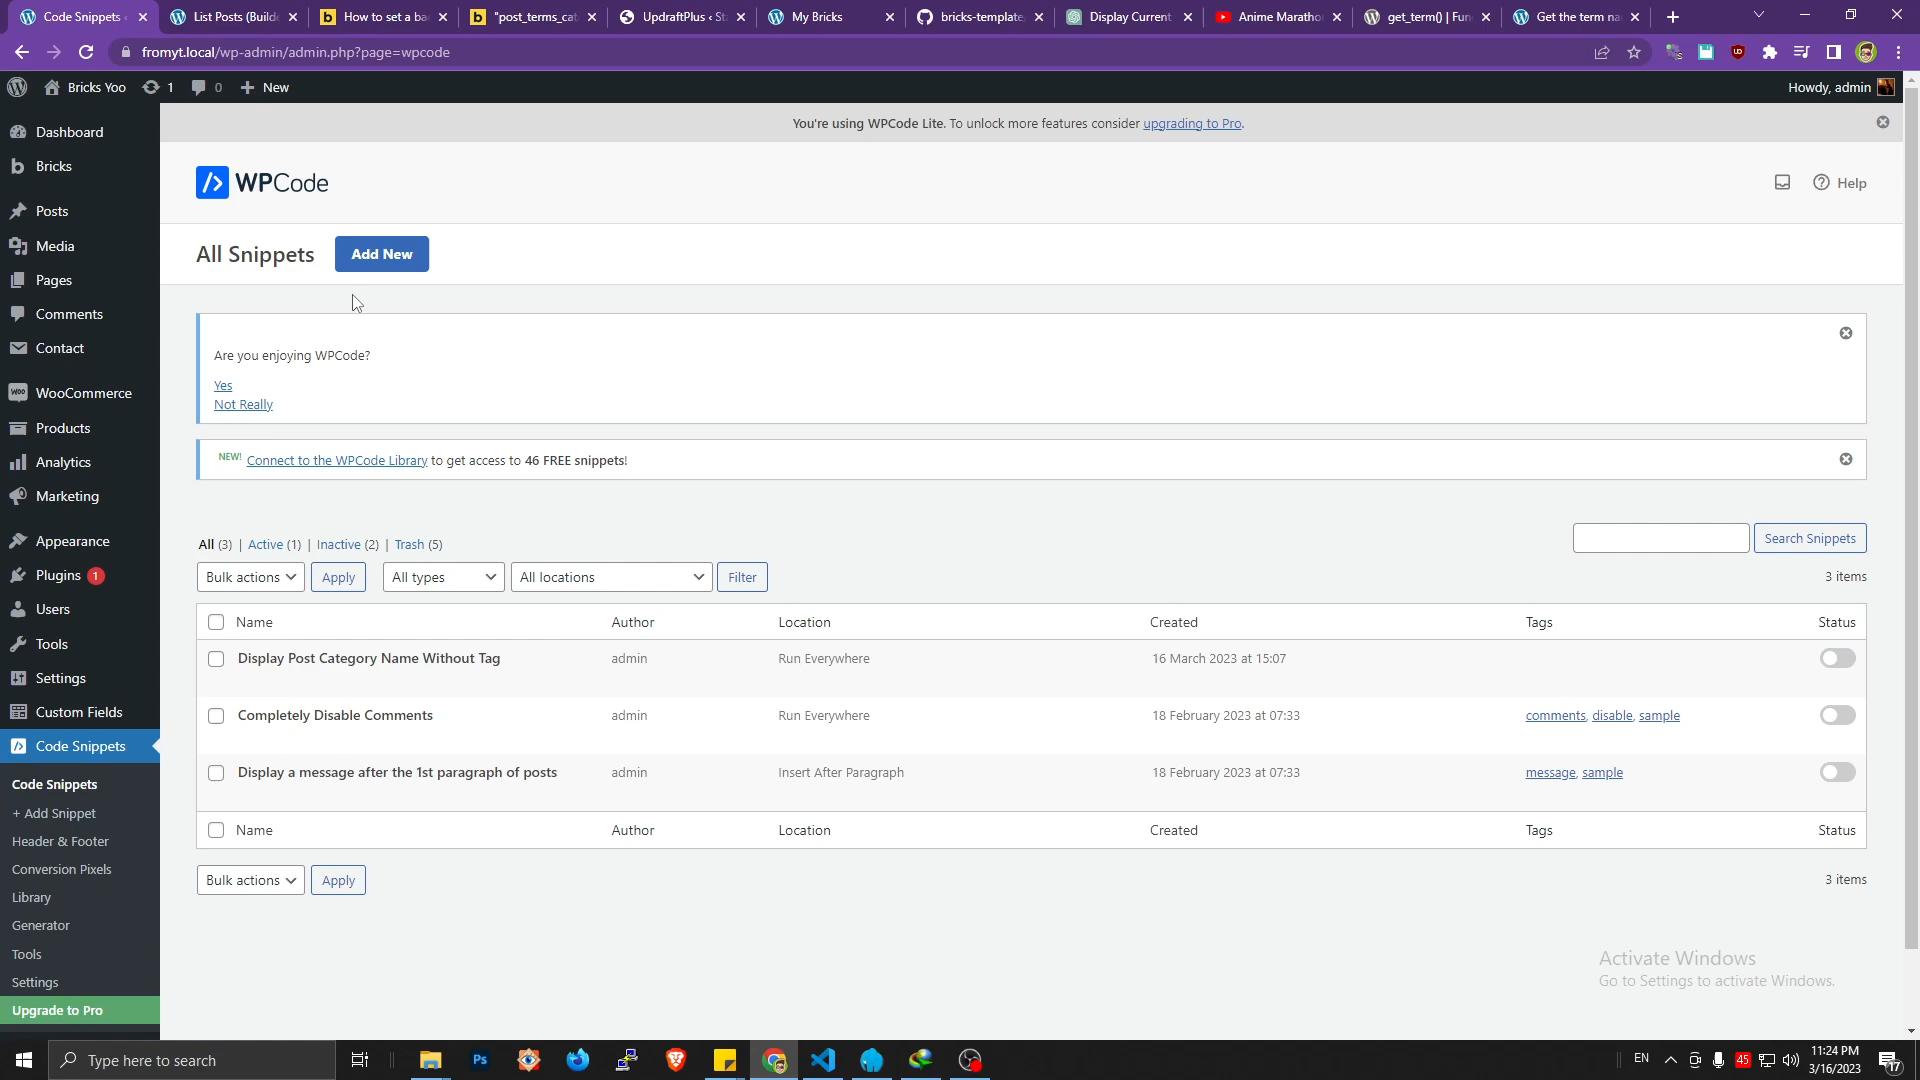 Code Snippets ‹
List Posts (Build
How to set a ba
"post_terms_cat
UpdraftPlus ‹ St
My Bricks
bricks-template
Display Current
Anime Maratho
get_term() | Fun
Get the term na
fromyt.local/wp-admin/admin.php?page=wpcode
Bricks Yoo
1
0
New
Howdy, admin
Dashboard
Bricks
Posts
Media
Pages
Comments
Contact
WooCommerce
Products
Analytics
Marketing
Appearance
Plugins 1
Users
Tools
Settings
Custom Fields
Code Snippets
Code Snippets
+ Add Snippet
Header & Footer
Conversion Pixels
Library
Generator
Tools
Settings
Upgrade to Pro
You're using WPCode Lite. To unlock more features consider upgrading to Pro.
WPCode
Help
All Snippets
Add New
Are you enjoying WPCode?
Yes
Not Really
NEW! Connect to the WPCode Library to get access to 46 FREE snippets!
All (3) | Active (1) | Inactive (2) | Trash (5)
Search Snippets
Bulk actions
Apply
All types
All locations
Filter
3 items
Name Author Location Created Tags Status
Display Post Category Name Without Tag admin Run Everywhere 16 March 2023 at 15:07
Completely Disable Comments admin Run Everywhere 18 February 2023 at 07:33 comments, disable, sample
Display a message after the 1st paragraph of posts admin Insert After Paragraph 18 February 2023 at 07:33 message, sample
Name Author Location Created Tags Status
Bulk actions
Apply
3 items
Activate Windows
Go to Settings to activate Windows.
Type here to search
Ps
EN
45
11:24 PM
3/16/2023
17